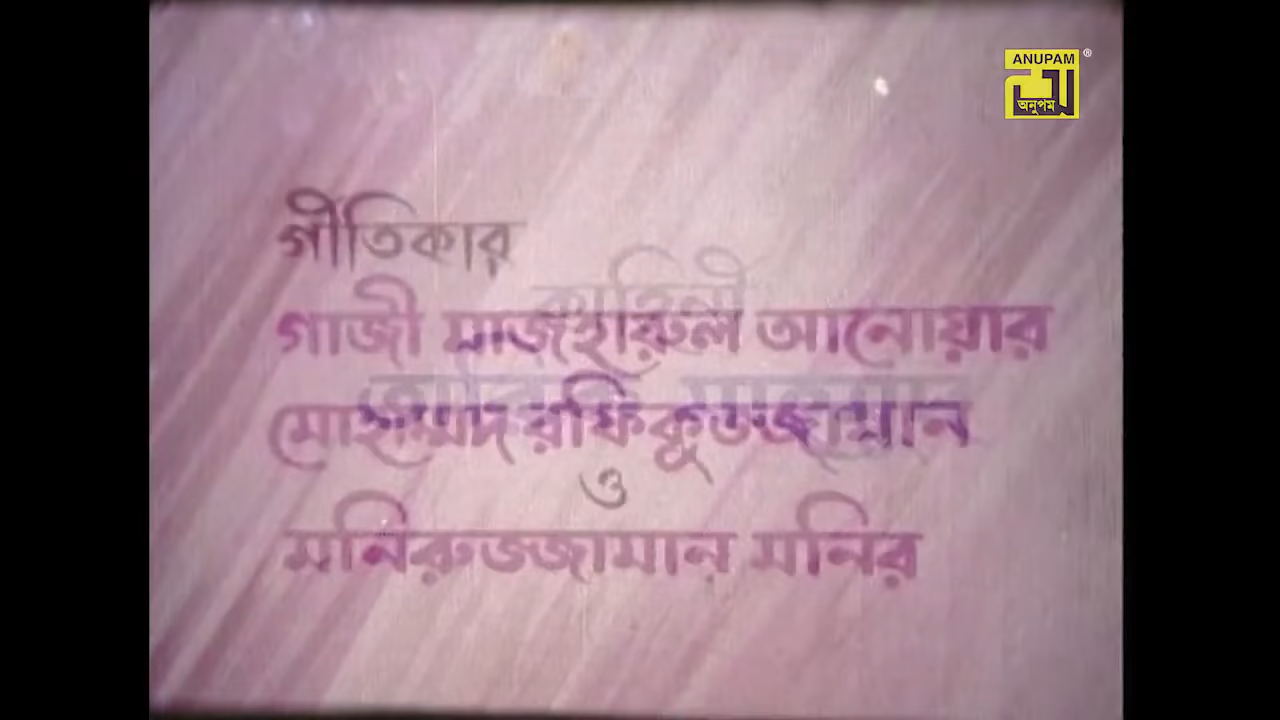 ANUPAM
অনুপম
গীতিকার
কাহিনী
গাজী মাজহারুল আনোয়ার
মোহাম্মদ রফিকুজ্জামান
ও
মনিরুজ্জামান মনির